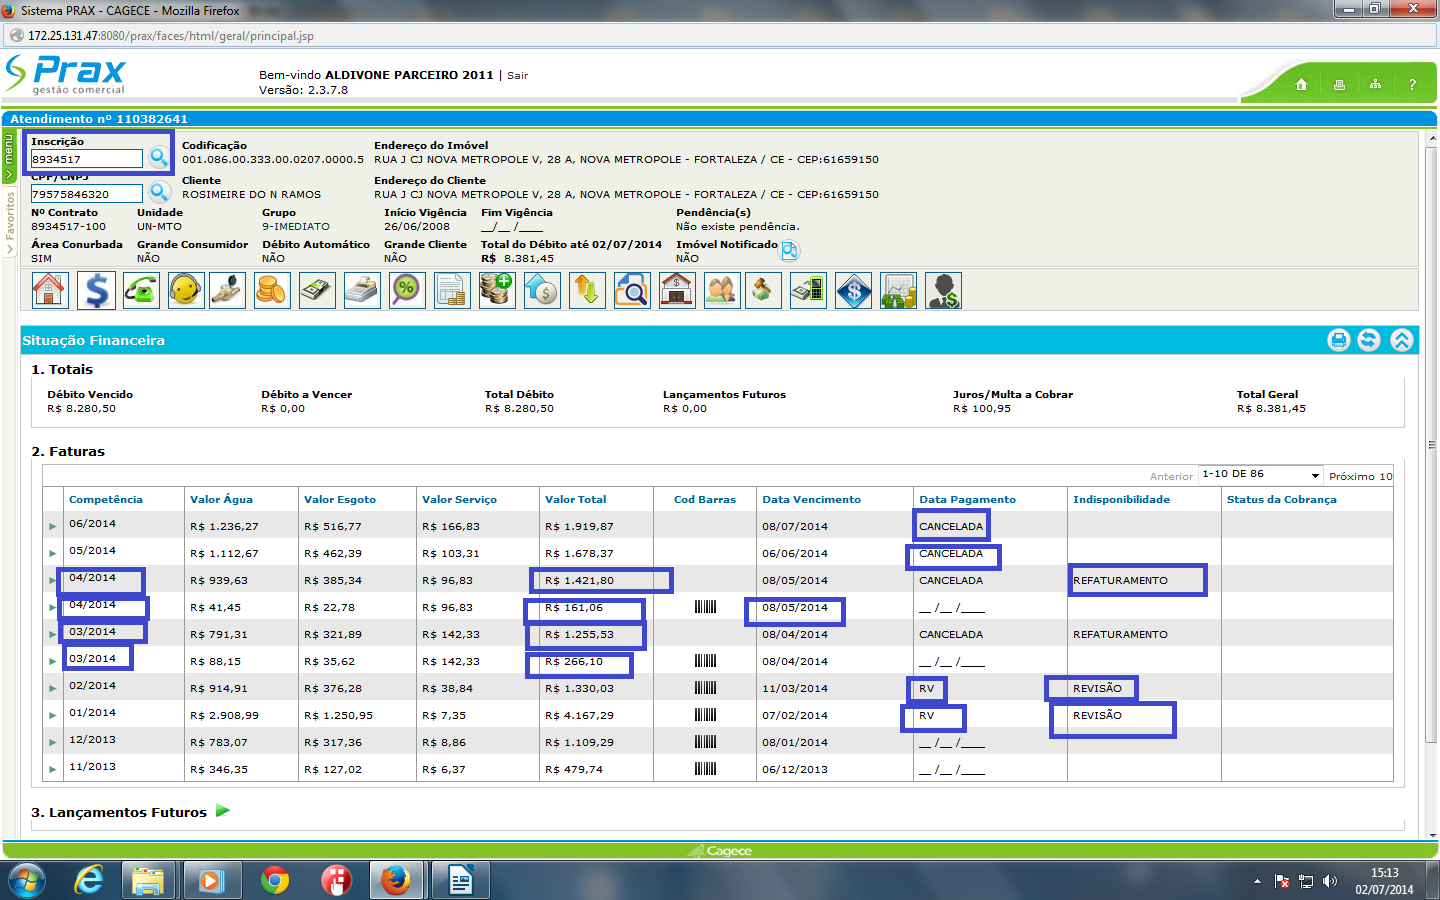 Sistema PRAX - CAGECE - Mozilla Firefox
172.25.131.47:8080/prax/faces/html/geral/principal.jsp
Prax
gestão comercial
Bem-vindo ALDIVONE PARCEIRO 2011 | Sair
Versão: 2.3.7.8
?
Atendimento nº 110382641
menu
Favoritos
Inscrição Codificação Endereço do Imóvel
8934517 001.086.00.333.00.0207.0000.5 RUA J CJ NOVA METROPOLE V, 28 A, NOVA METROPOLE - FORTALEZA / CE - CEP:61659150
CPF/CNPJ Cliente Endereço do Cliente
79575846320 ROSIMEIRE DO N RAMOS RUA J CJ NOVA METROPOLE V, 28 A, NOVA METROPOLE - FORTALEZA / CE - CEP:61659150
Nº Contrato Unidade Grupo Início Vigência Fim Vigência Pendência(s)
8934517-100 UN-MTO 9-IMEDIATO 26/06/2008 __/__ /____ Não existe pendência.
Área Conurbada Grande Consumidor Débito Automático Grande Cliente Total do Débito até 02/07/2014 Imóvel Notificado
SIM NÃO NÃO NÃO R$ 8.381,45 NÃO
Situação Financeira
1. Totais
Débito Vencido Débito a Vencer Total Débito Lançamentos Futuros Juros/Multa a Cobrar Total Geral
R$ 8.280,50 R$ 0,00 R$ 8.280,50 R$ 0,00 R$ 100,95 R$ 8.381,45
2. Faturas
Anterior 1-10 DE 86 Próximo 10
Competência Valor Água Valor Esgoto Valor Serviço Valor Total Cod Barras Data Vencimento Data Pagamento Indisponibilidade Status da Cobrança
06/2014 R$ 1.236,27 R$ 516,77 R$ 166,83 R$ 1.919,87 08/07/2014 CANCELADA
05/2014 R$ 1.112,67 R$ 462,39 R$ 103,31 R$ 1.678,37 06/06/2014 CANCELADA
04/2014 R$ 939,63 R$ 385,34 R$ 96,83 R$ 1.421,80 08/05/2014 CANCELADA REFATURAMENTO
04/2014 R$ 41,45 R$ 22,78 R$ 96,83 R$ 161,06 08/05/2014 __ /__ /____
03/2014 R$ 791,31 R$ 321,89 R$ 142,33 R$ 1.255,53 08/04/2014 CANCELADA REFATURAMENTO
03/2014 R$ 88,15 R$ 35,62 R$ 142,33 R$ 266,10 08/04/2014 __ /__ /____
02/2014 R$ 914,91 R$ 376,28 R$ 38,84 R$ 1.330,03 11/03/2014 RV REVISÃO
01/2014 R$ 2.908,99 R$ 1.250,95 R$ 7,35 R$ 4.167,29 07/02/2014 RV REVISÃO
12/2013 R$ 783,07 R$ 317,36 R$ 8,86 R$ 1.109,29 08/01/2014 __ /__ /____
11/2013 R$ 346,35 R$ 127,02 R$ 6,37 R$ 479,74 06/12/2013 __ /__ /____
3. Lançamentos Futuros
Cagece
15:13
02/07/2014